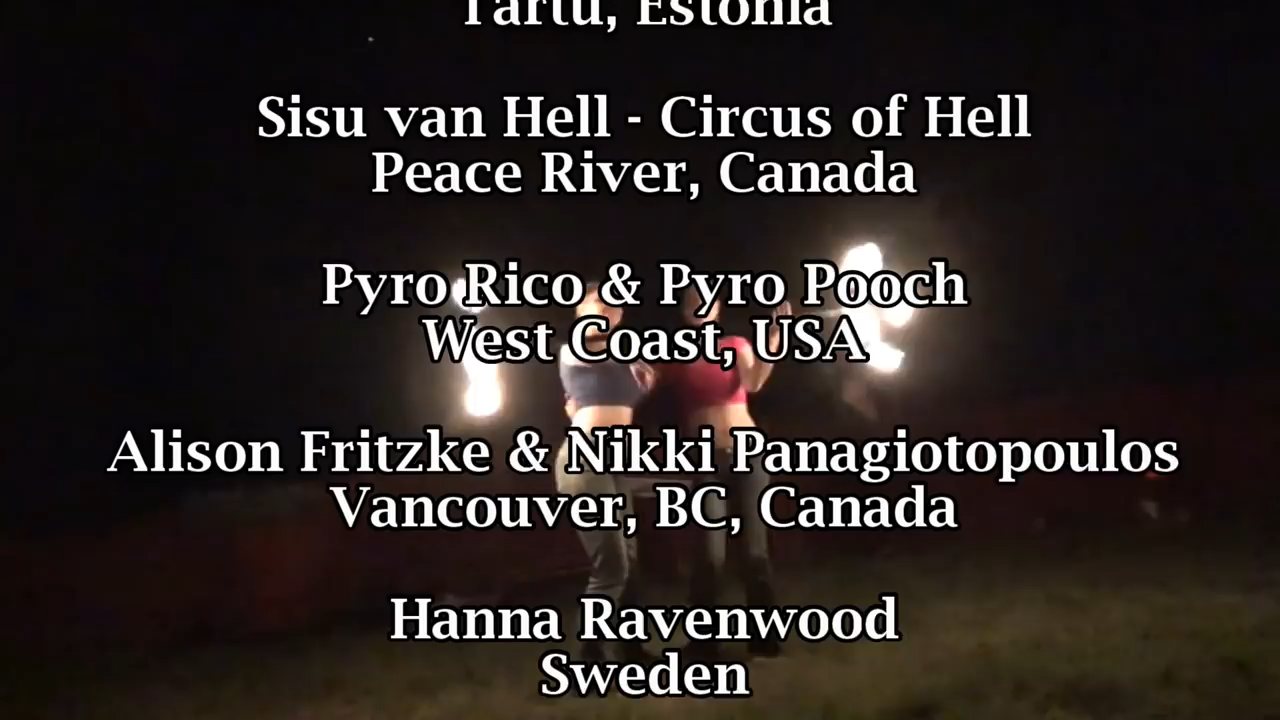 Tartu, Estonia
Sisu van Hell - Circus of Hell
Peace River, Canada
Pyro Rico & Pyro Pooch
West Coast, USA
Alison Fritzke & Nikki Panagiotopoulos
Vancouver, BC, Canada
Hanna Ravenwood
Sweden